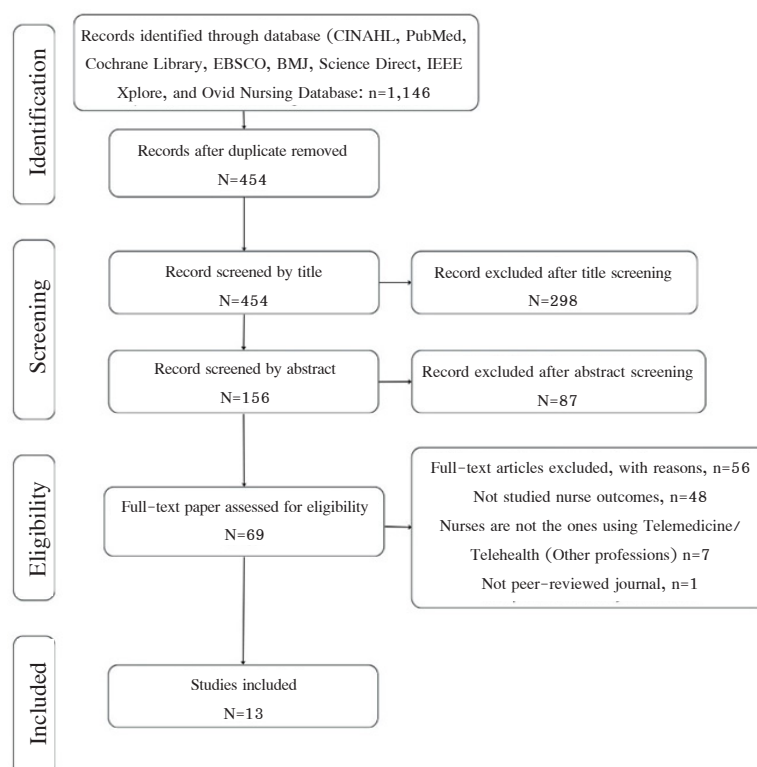 Identification
Records identified through database (CINAHL, PubMed,
Cochrane Library, EBSCO, BMJ, Science Direct, IEEE
Xplore, and Ovid Nursing Database: n=1,146
Records after duplicate removed
N=454
Screening
Record screened by title
N=454
Record excluded after title screening
N=298
Record screened by abstract
N=156
Record excluded after abstract screening
N=87
Eligibility
Full-text paper assessed for eligibility
N=69
Full-text articles excluded, with reasons, n=56
Not studied nurse outcomes, n=48
Nurses are not the ones using Telemedicine/
Telehealth (Other professions) n=7
Not peer-reviewed journal, n=1
Included
Studies included
N=13